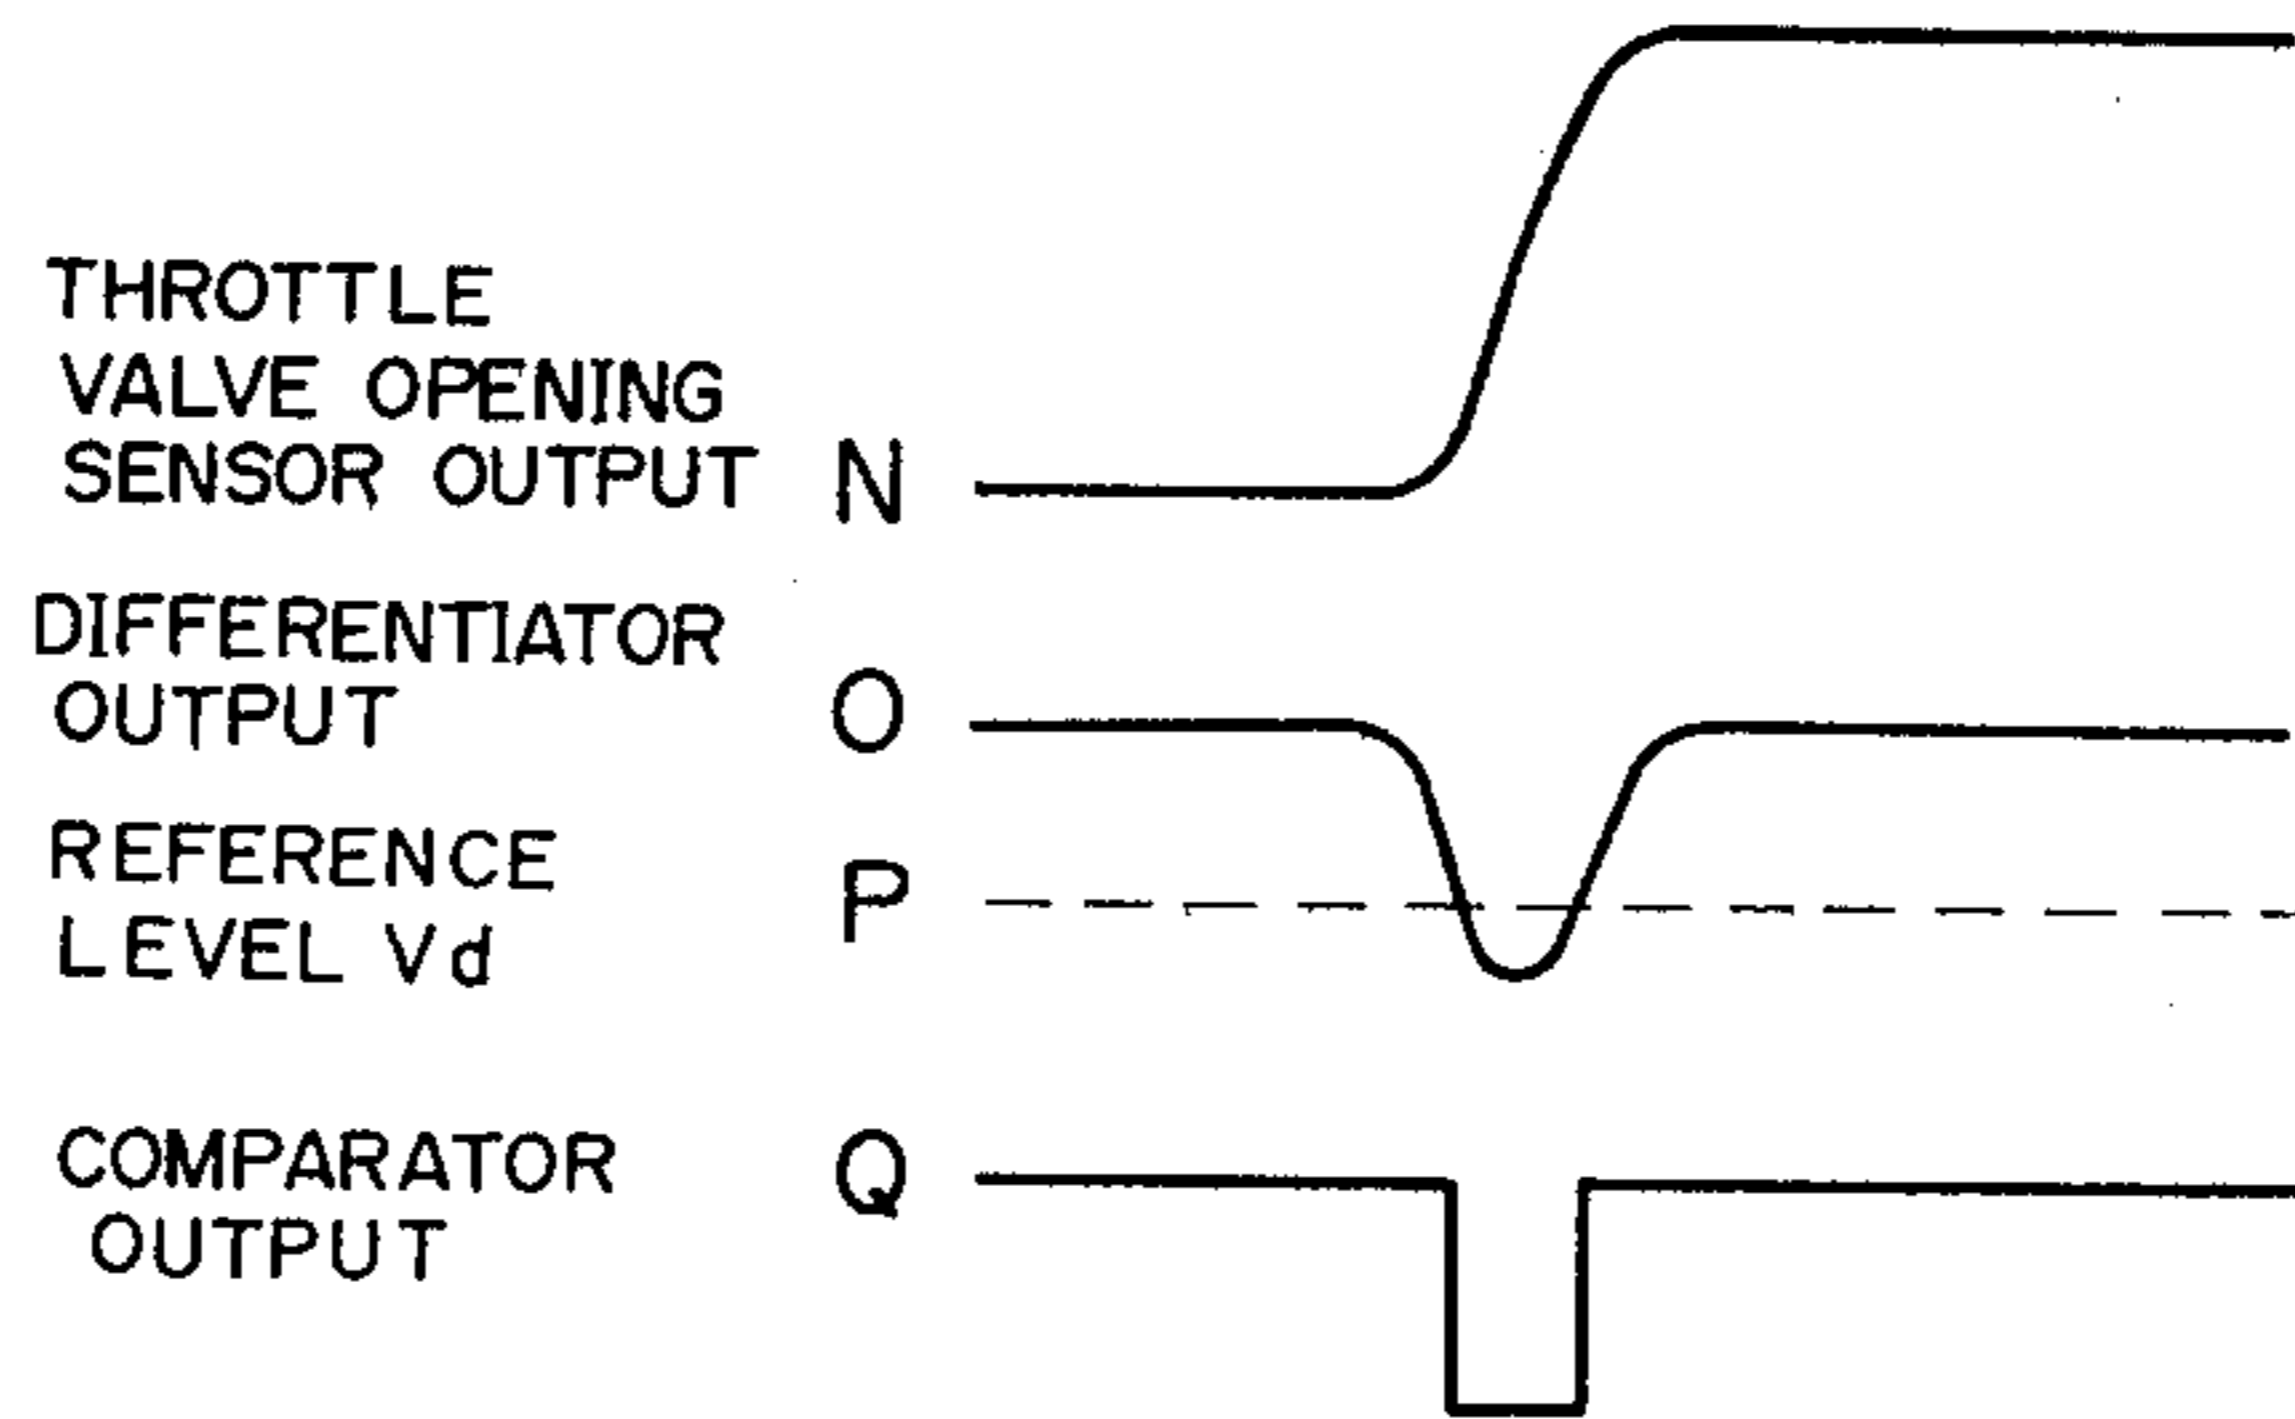 THROTTLE
VALVE OPENING
SENSOR OUTPUT N
DIFFERENTIATOR
OUTPUT O
REFERENCE P
LEVEL Vd
COMPARATOR Q
OUTPUT